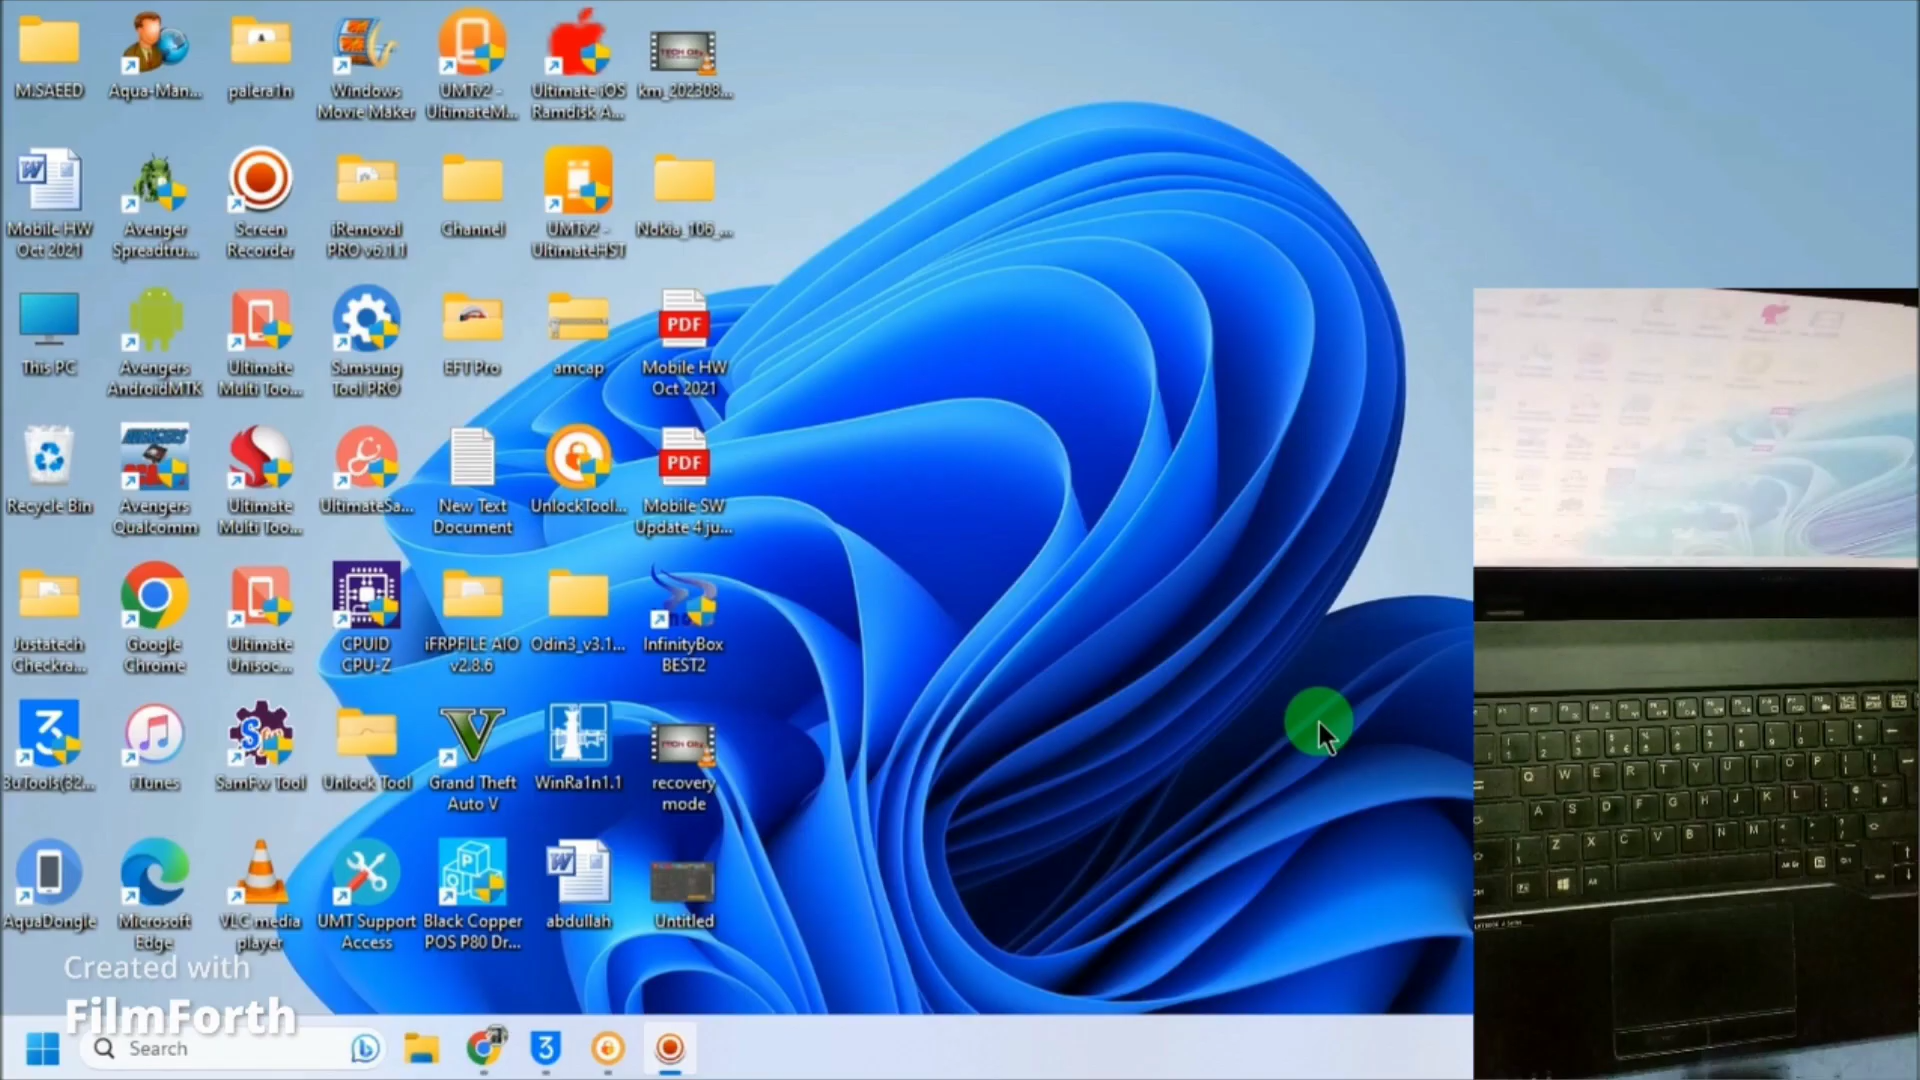 M.SAEED
Aqua-Man...
palera1n
Windows
Movie Maker
UMTv2 -
UltimateM...
Ultimate iOS
Ramdisk A...
TECH City
km_202308...
Mobile HW
Oct 2021
Avenger
Spreadtru...
Screen
Recorder
iRemoval
PRO v6.1.1
Channel
UMTv2 -
UltimateHST
Nokia_106_...
This PC
Avengers
AndroidMTK
Ultimate
Multi Too...
Samsung
Tool PRO
EFT Pro
amcap
PDF
Mobile HW
Oct 2021
Recycle Bin
AVENGERS
Avengers
Qualcomm
Ultimate
Multi Too...
UltimateSa...
New Text
Document
UnlockTool...
PDF
Mobile SW
Update 4 ju...
Justatech
Checkra...
Google
Chrome
Ultimate
Unisoc...
CPUID
CPU-Z
iFRPFILE AIO
v2.8.6
Odin3_v3.1...
InfinityBox
BEST2
3uTools(32...
iTunes
SamFw Tool
Unlock Tool
Grand Theft
Auto V
WinRa1n1.1
recovery
mode
AquaDongle
Microsoft
Edge
VLC media
player
UMT Support
Access
Black Copper
POS P80 Dr...
abdullah
Untitled
Created with
FilmForth
Search
Q W E R T Y U I O P
A S D F G H J K L
Z X C V B N M